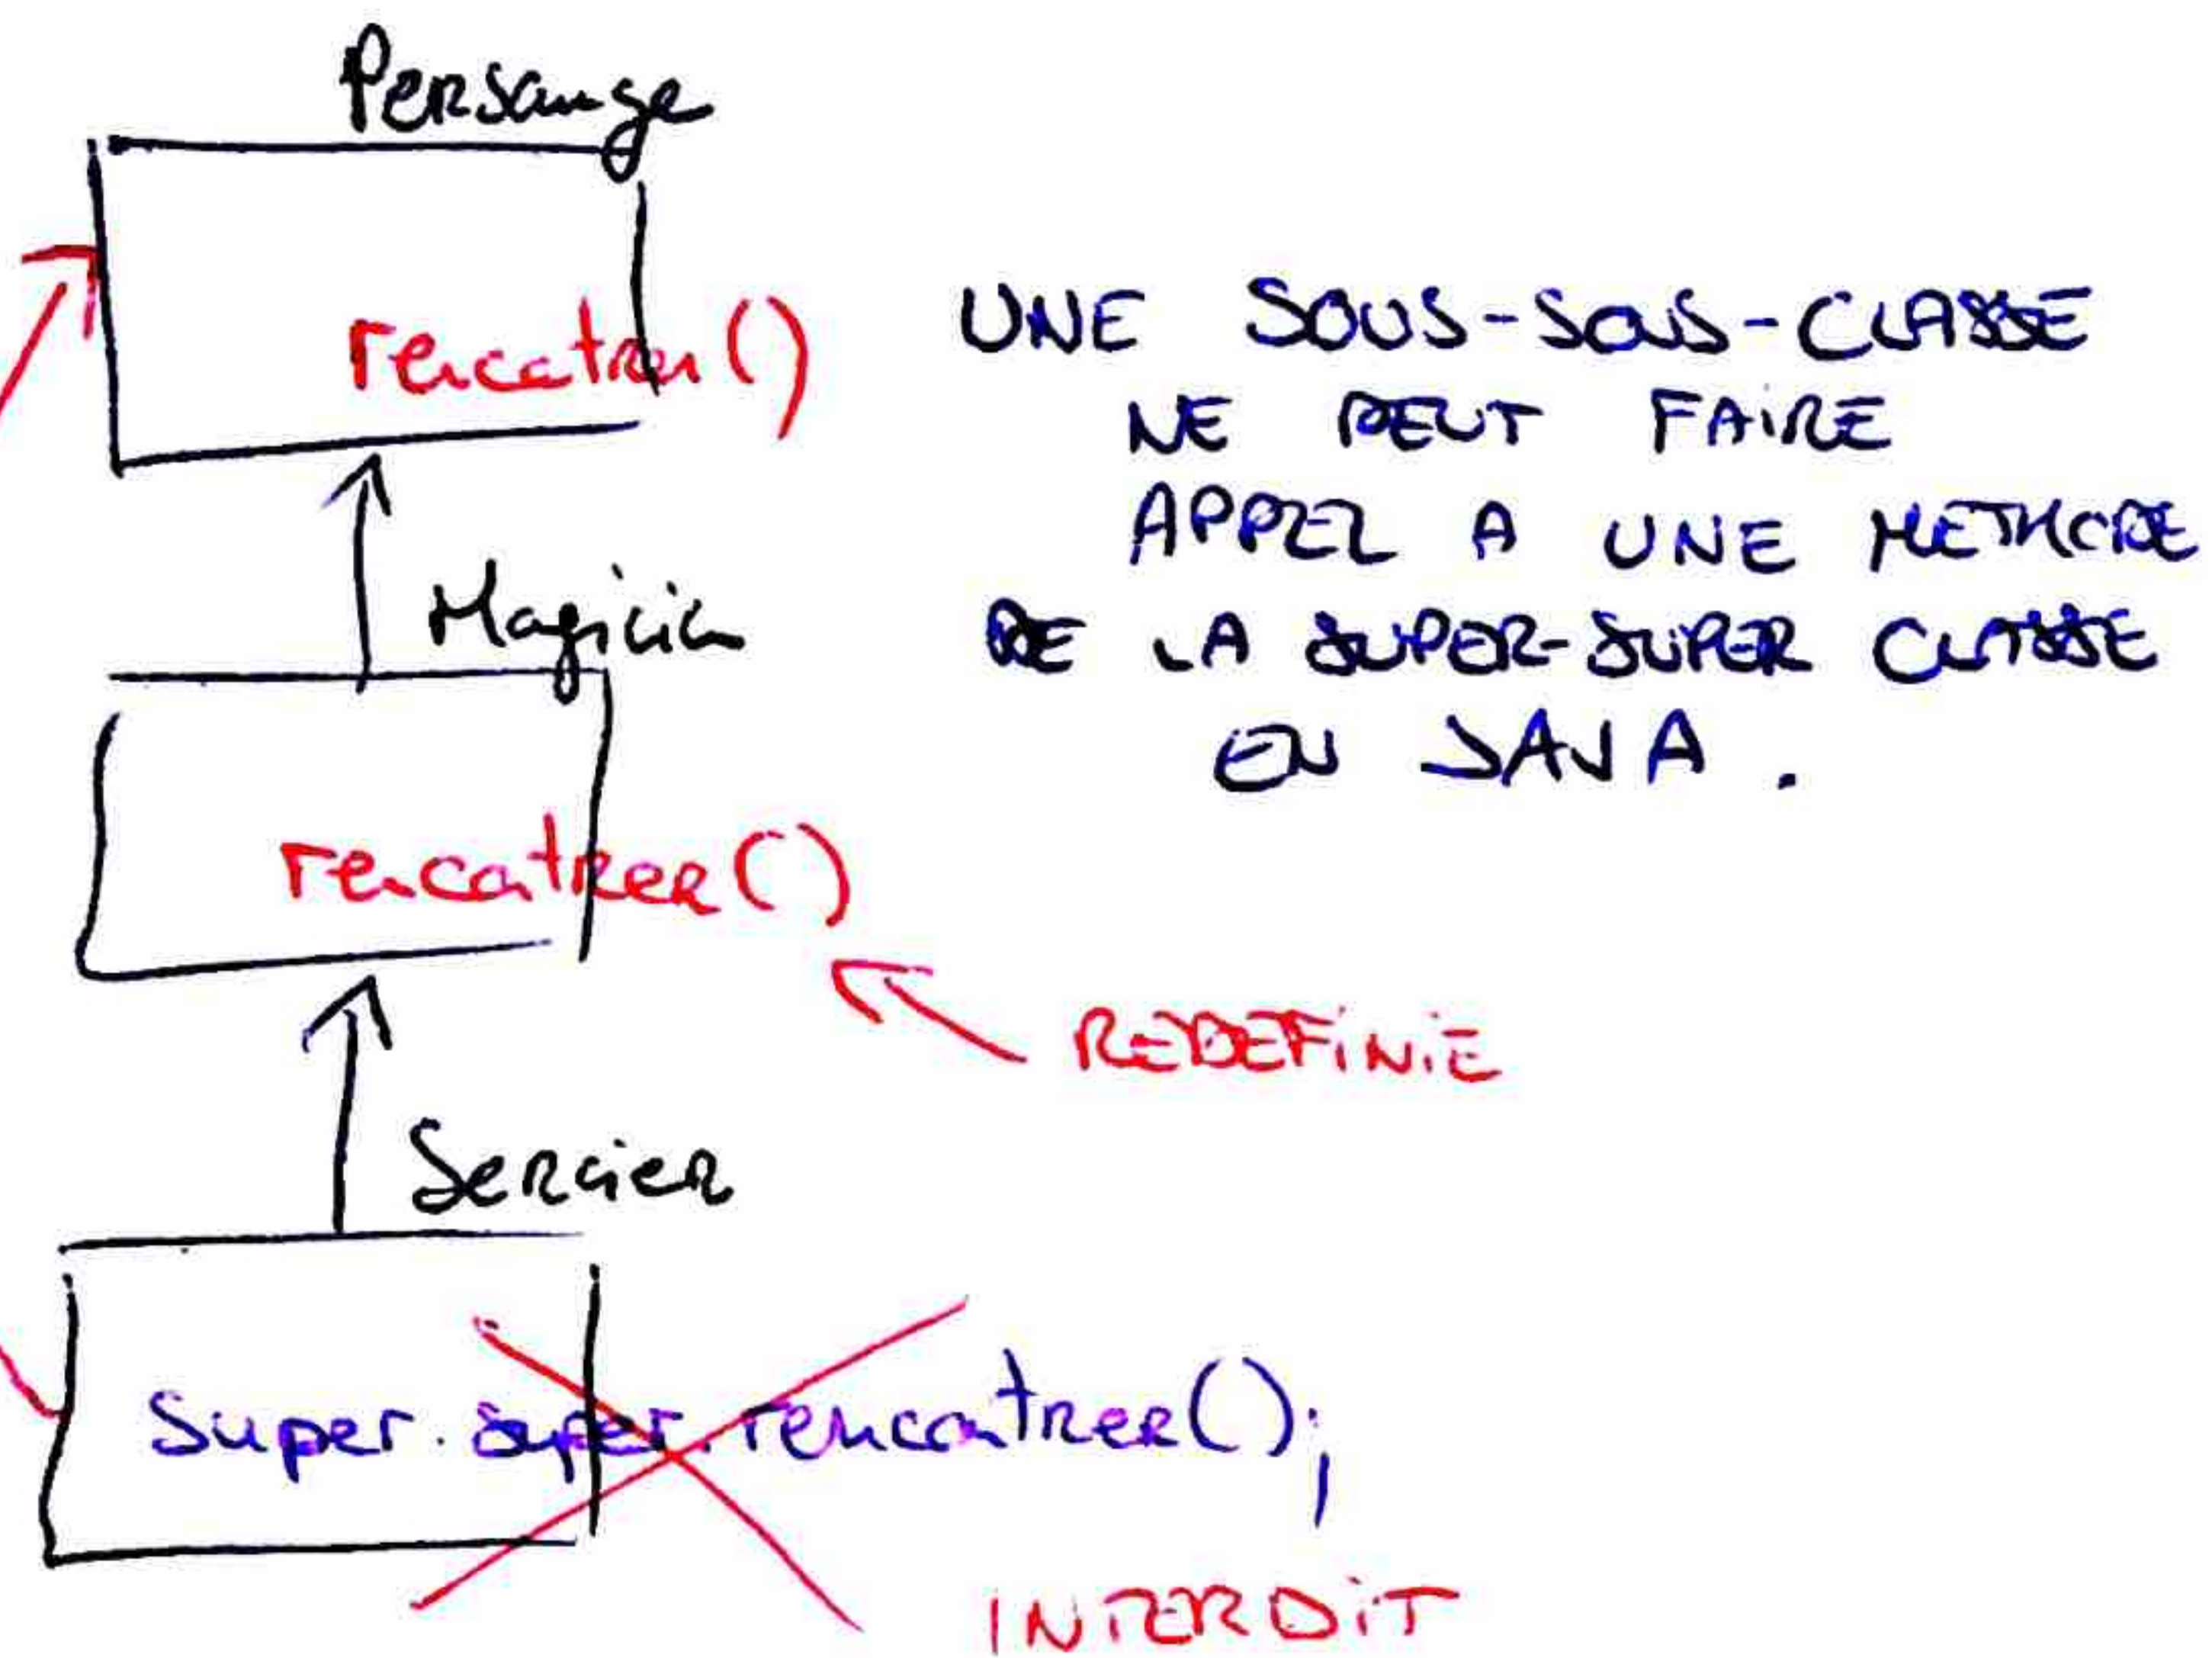 Personnage
rencontrer()
UNE SOUS-SOUS-CLASSE
NE PEUT FAIRE
APPEL A UNE METHODE
DE LA SUPER-SUPER CLASSE
EN JAVA.
Magicien
rencontrer()
REDEFINIE
Sorcier
super.super.rencontrer();
INTERDIT